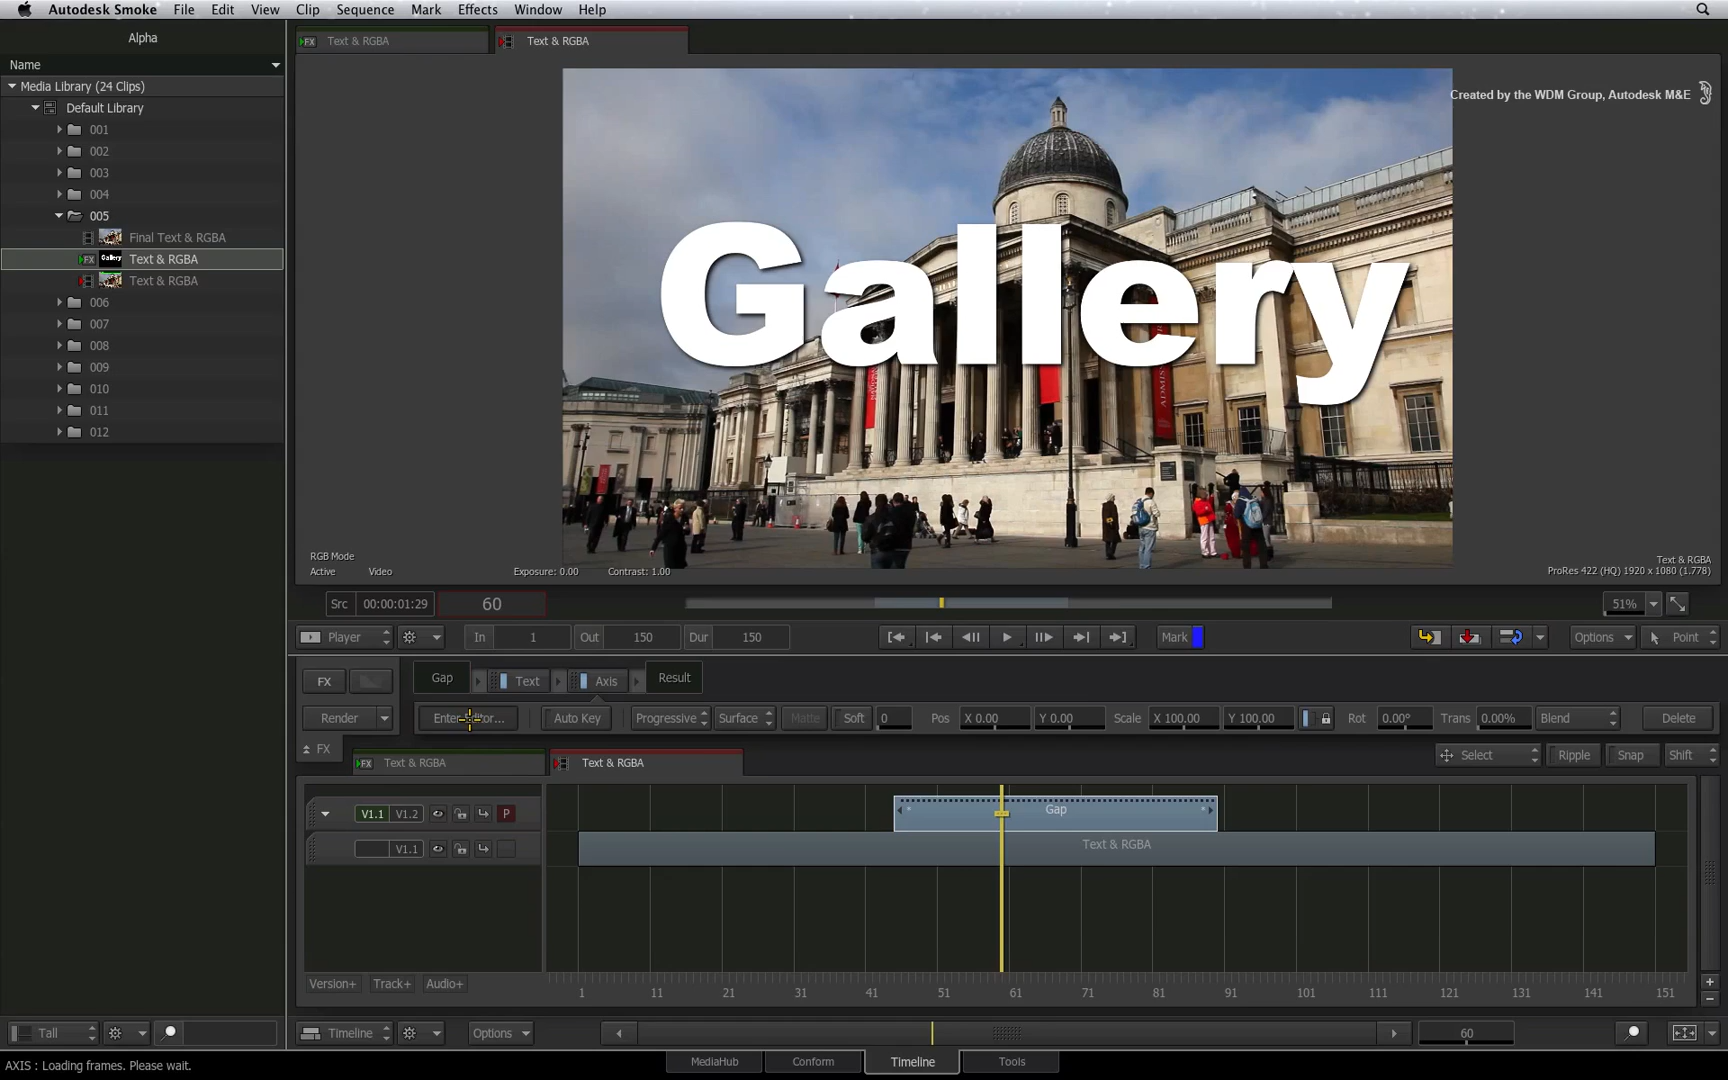 Autodesk Smoke File Edit View Clip Sequence Mark Effects Window Help
Alpha
Name
Media Library (24 Clips)
Default Library
001
002
003
004
005
Final Text & RGBA
FX Gallery Text & RGBA
Text & RGBA
006
007
008
009
010
011
012
Tall
FX Text & RGBA Text & RGBA
Created by the WDM Group, Autodesk M&E
Gallery
ADMISSION
RGB Mode
Active Video Exposure: 0.00 Contrast: 1.00
Text & RGBA
ProRes 422 (HQ) 1920 x 1080 (1.778)
Src 00:00:01:29 60 51%
Player In 1 Out 150 Dur 150 Mark Options Point
FX Gap Text Axis Result
Render Enter Editor... Auto Key Progressive Surface Matte Soft 0 Pos X 0.00 Y 0.00 Scale X 100.00 Y 100.00 Rot 0.00° Trans 0.00% Blend Delete
FX FX Text & RGBA Text & RGBA Select Ripple Snap Shift
V1.1 V1.2 P Gap
V1.1 Text & RGBA
Version+ Track+ Audio+
1 11 21 31 41 51 61 71 81 91 101 111 121 131 141 151
Timeline Options 60
MediaHub Conform Timeline Tools
AXIS : Loading frames. Please wait.